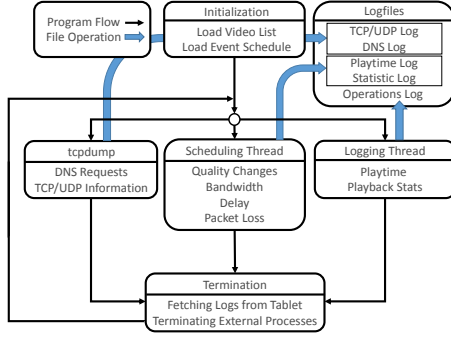 Program Flow
File Operation
Initialization
Load Video List
Load Event Schedule
Logfiles
TCP/UDP Log
DNS Log
Playtime Log
Statistic Log
Operations Log
tcpdump
DNS Requests
TCP/UDP Information
Scheduling Thread
Quality Changes
Bandwidth
Delay
Packet Loss
Logging Thread
Playtime
Playback Stats
Termination
Fetching Logs from Tablet
Terminating External Processes